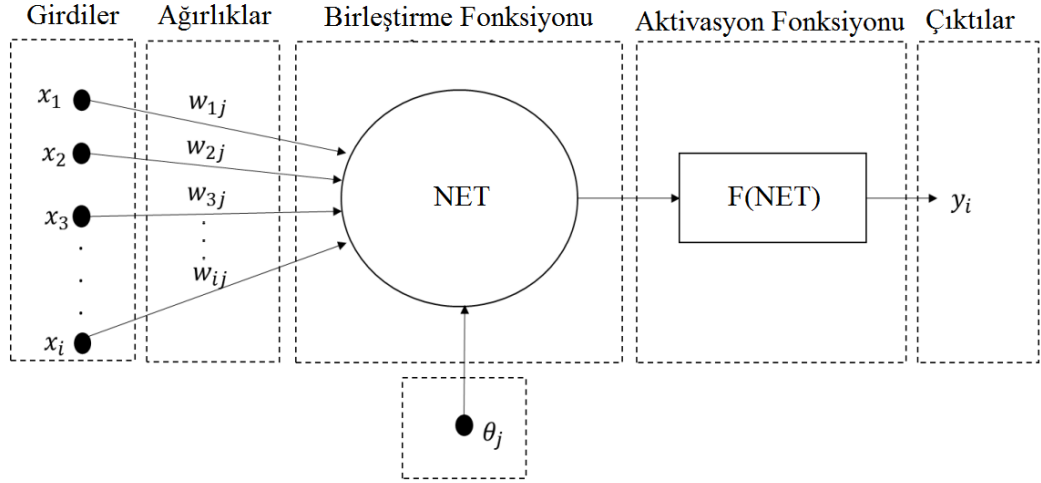 Girdiler
Ağırlıklar
Birleştirme Fonksiyonu
Aktivasyon Fonksiyonu
Çıktılar
x₁
x₂
x₃
.
.
.
xᵢ
w₁ⱼ
w₂ⱼ
w₃ⱼ
.
.
.
wᵢⱼ
NET
F(NET)
yᵢ
θⱼ